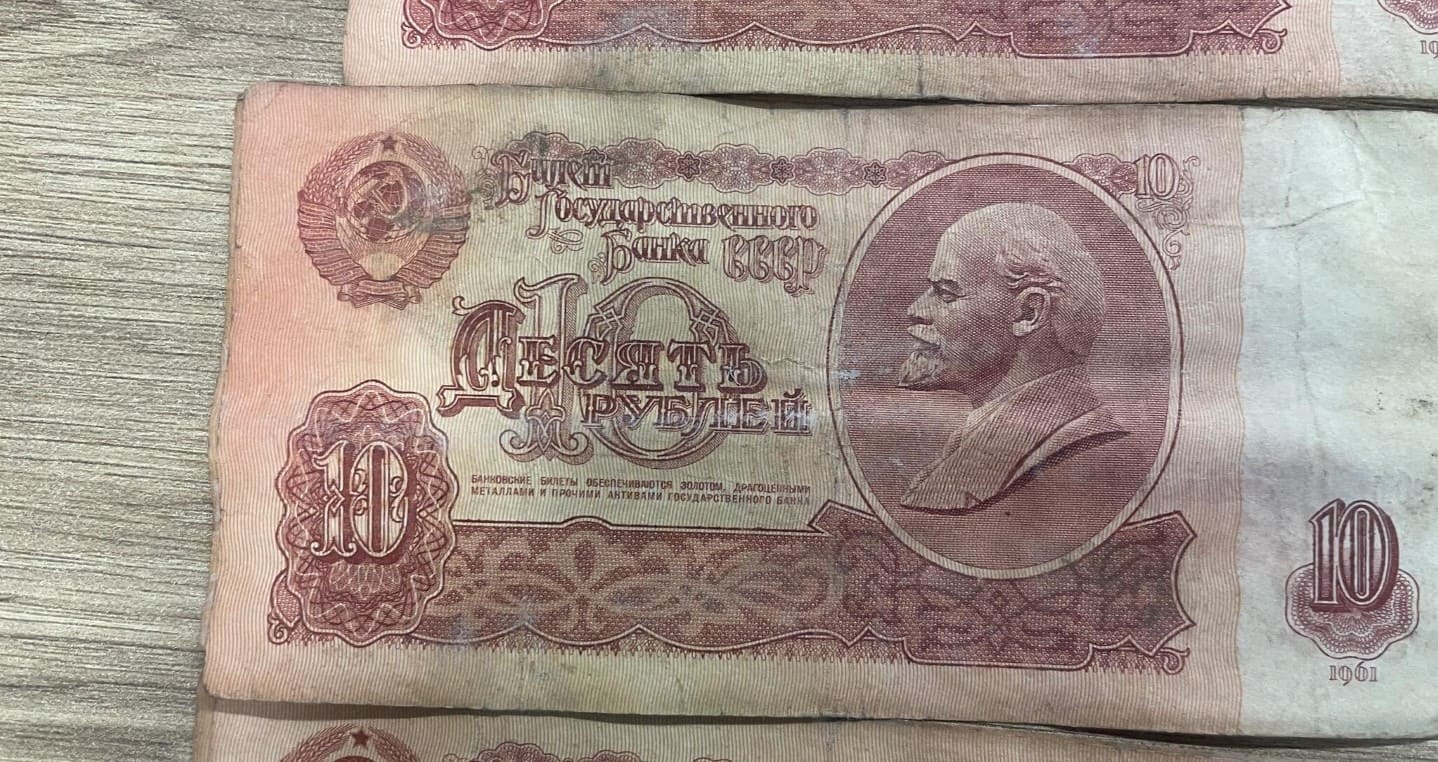 19
Билет
Государственного
Банка СССР
10
10
Десять
рублей
10
БАНКОВСКИЕ БИЛЕТЫ ОБЕСПЕЧИВАЮТСЯ ЗОЛОТОМ, ДРАГОЦЕННЫМИ
МЕТАЛЛАМИ И ПРОЧИМИ АКТИВАМИ ГОСУДАРСТВЕННОГО БАНКА
10
1961